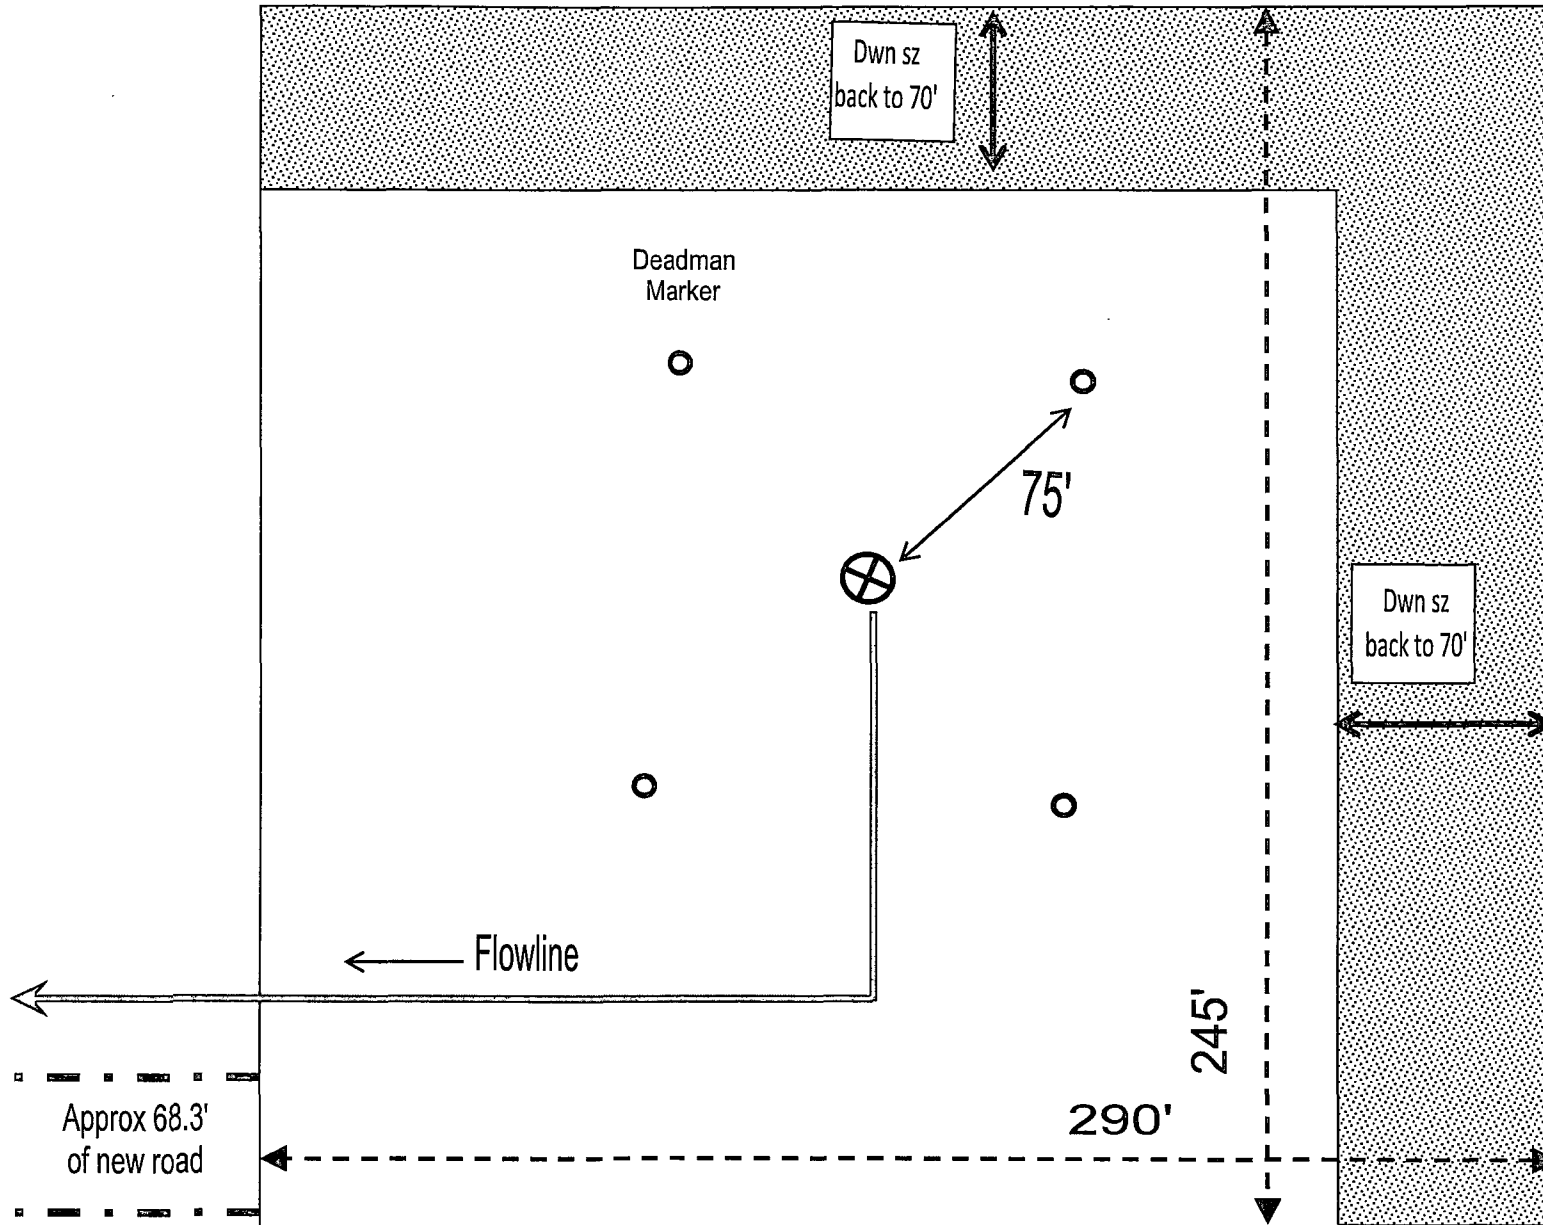 Dwn sz
back to 70'
Deadman
Marker
75'
Dwn sz
back to 70'
Flowline
245'
290'
Approx 68.3'
of new road